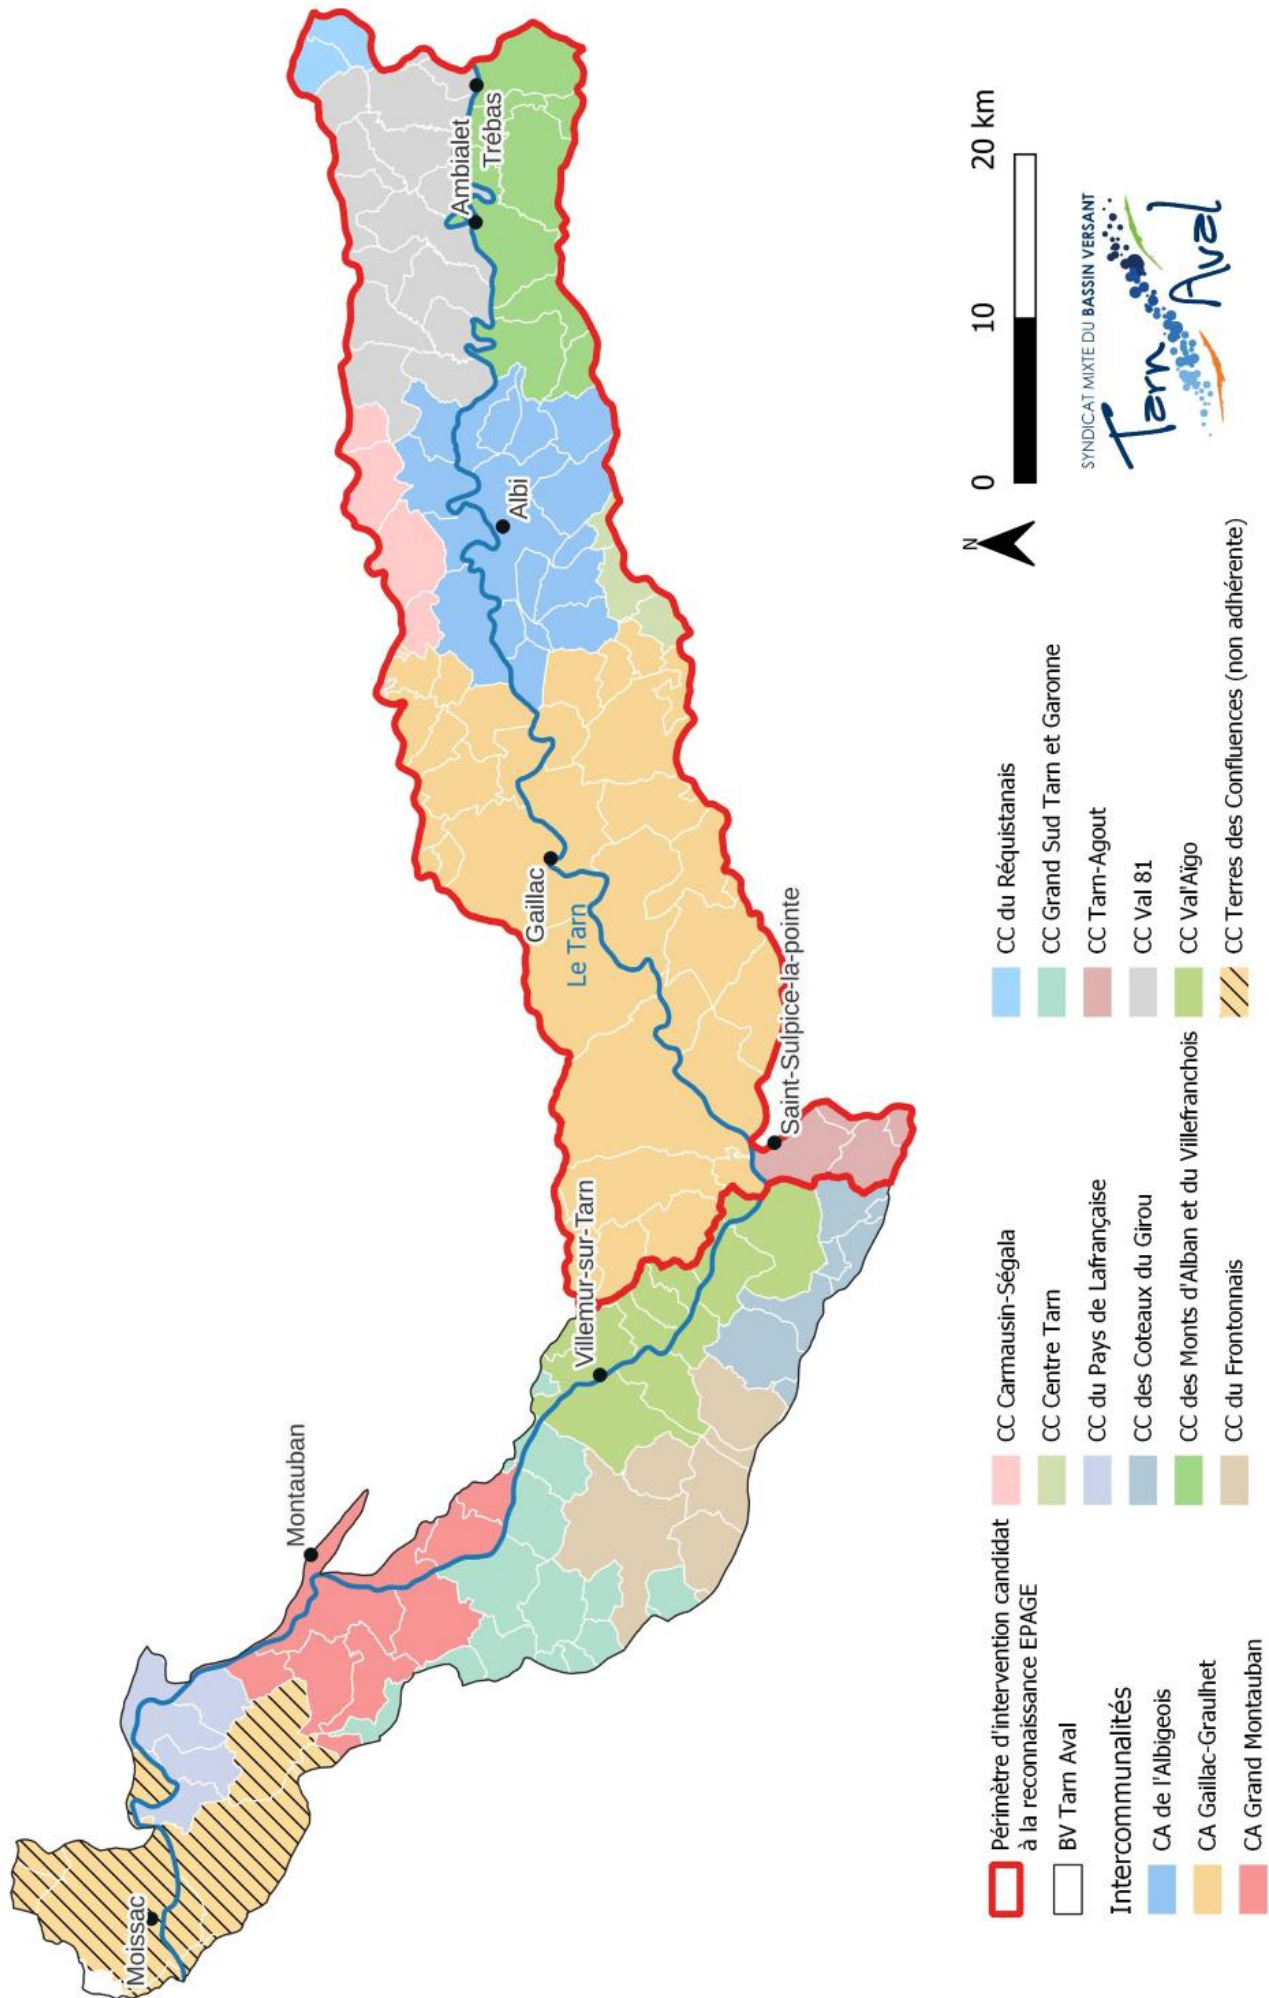 Moissac
Montauban
Villemur-sur-Tarn
Saint-Sulpice-la-pointe
Gaillac
Le Tarn
Albi
Ambialet
Trébas
N
0 10 20 km
SYNDICAT MIXTE DU BASSIN VERSANT
Tarn Aval
Périmètre d'intervention candidat
à la reconnaissance EPAGE
BV Tarn Aval
Intercommunalités
CA de l'Albigeois
CA Gaillac-Graulhet
CA Grand Montauban
CC Carmausin-Ségala
CC Centre Tarn
CC du Pays de Lafrançaise
CC des Coteaux du Girou
CC des Monts d'Alban et du Villefranchois
CC du Frontonnais
CC du Réquistanais
CC Grand Sud Tarn et Garonne
CC Tarn-Agout
CC Val 81
CC Val'Aïgo
CC Terres des Confluences (non adhérente)